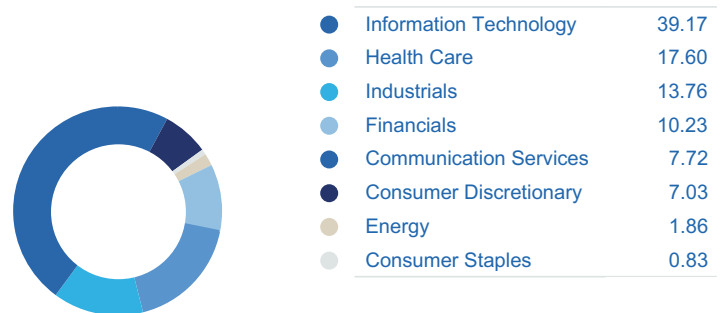 Information Technology 39.17
Health Care 17.60
Industrials 13.76
Financials 10.23
Communication Services 7.72
Consumer Discretionary 7.03
Energy 1.86
Consumer Staples 0.83